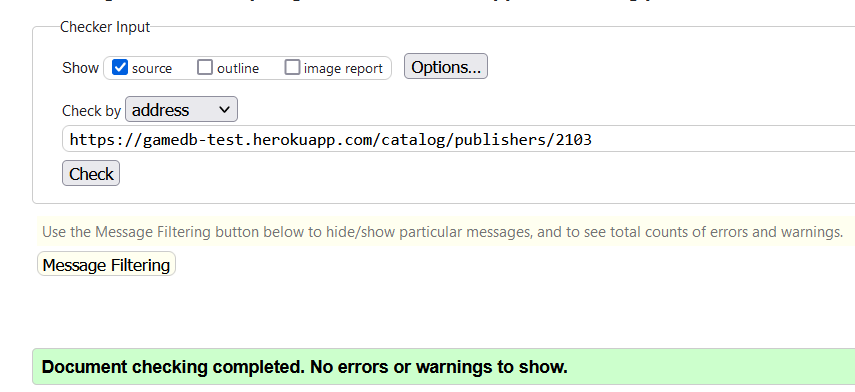 Checker Input
Show source outline image report Options...
Check by address
https://gamedb-test.herokuapp.com/catalog/publishers/2103
Check
Use the Message Filtering button below to hide/show particular messages, and to see total counts of errors and warnings.
Message Filtering
Document checking completed. No errors or warnings to show.